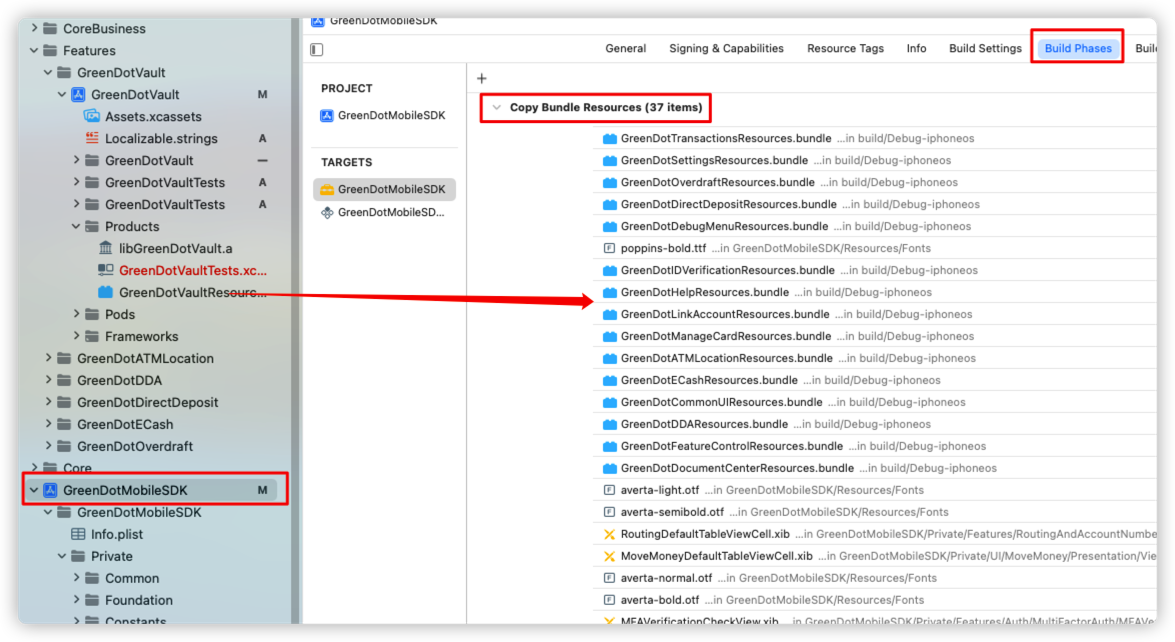 CoreBusiness
Features
GreenDotVault
GreenDotVault M
Assets.xcassets
Localizable.strings A
GreenDotVault —
GreenDotVaultTests A
GreenDotVaultTests A
Products
libGreenDotVault.a
GreenDotVaultTests.xc...
GreenDotVaultResourc...
Pods
Frameworks
GreenDotATMLocation
GreenDotDDA
GreenDotDirectDeposit
GreenDotECash
GreenDotOverdraft
Core
GreenDotMobileSDK M
GreenDotMobileSDK
Info.plist
Private
Common
Foundation
Constants
GreenDotMobileSDK
General Signing & Capabilities Resource Tags Info Build Settings Build Phases Buil
PROJECT
GreenDotMobileSDK
TARGETS
GreenDotMobileSDK
GreenDotMobileSD...
+
Copy Bundle Resources (37 items)
GreenDotTransactionsResources.bundle ...in build/Debug-iphoneos
GreenDotSettingsResources.bundle ...in build/Debug-iphoneos
GreenDotOverdraftResources.bundle ...in build/Debug-iphoneos
GreenDotDirectDepositResources.bundle ...in build/Debug-iphoneos
GreenDotDebugMenuResources.bundle ...in build/Debug-iphoneos
poppins-bold.ttf ...in GreenDotMobileSDK/Resources/Fonts
GreenDotIDVerificationResources.bundle ...in build/Debug-iphoneos
GreenDotHelpResources.bundle ...in build/Debug-iphoneos
GreenDotLinkAccountResources.bundle ...in build/Debug-iphoneos
GreenDotManageCardResources.bundle ...in build/Debug-iphoneos
GreenDotATMLocationResources.bundle ...in build/Debug-iphoneos
GreenDotECashResources.bundle ...in build/Debug-iphoneos
GreenDotCommonUIResources.bundle ...in build/Debug-iphoneos
GreenDotDDAResources.bundle ...in build/Debug-iphoneos
GreenDotFeatureControlResources.bundle ...in build/Debug-iphoneos
GreenDotDocumentCenterResources.bundle ...in build/Debug-iphoneos
averta-light.otf ...in GreenDotMobileSDK/Resources/Fonts
averta-semibold.otf ...in GreenDotMobileSDK/Resources/Fonts
RoutingDefaultTableViewCell.xib ...in GreenDotMobileSDK/Private/Features/RoutingAndAccountNumbe
MoveMoneyDefaultTableViewCell.xib ...in GreenDotMobileSDK/Private/UI/MoveMoney/Presentation/Vie
averta-normal.otf ...in GreenDotMobileSDK/Resources/Fonts
averta-bold.otf ...in GreenDotMobileSDK/Resources/Fonts
MFAVerificationCheckView.xib ...in GreenDotMobileSDK/Private/Features/Auth/MultiFactorAuth/MFAVe